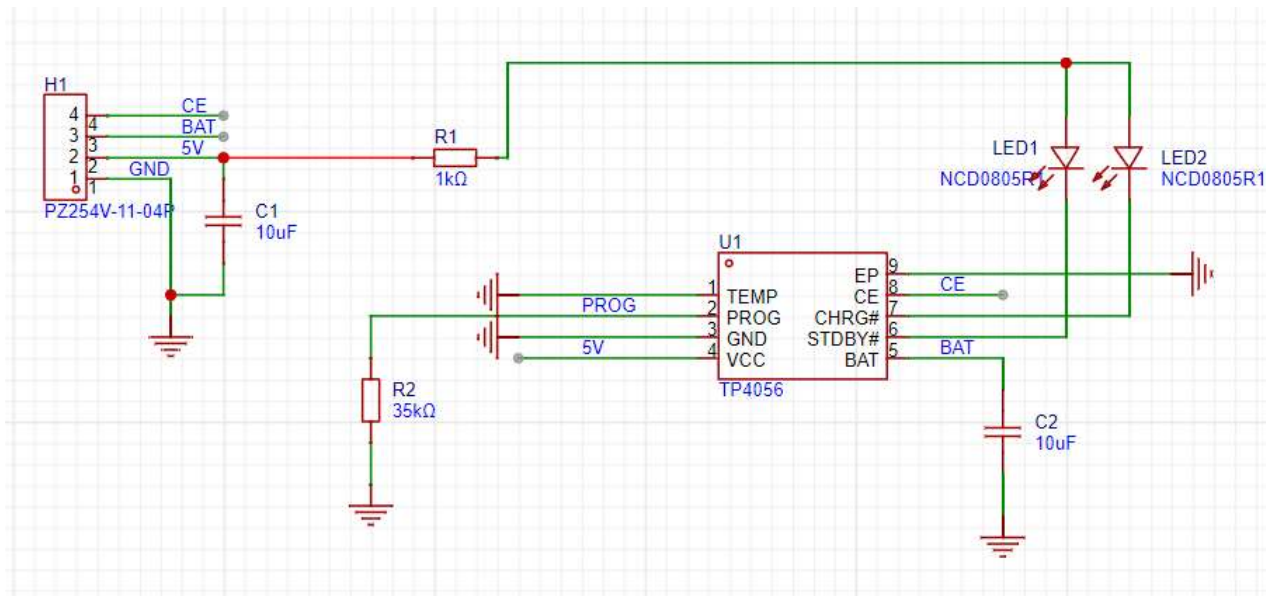 H1
4 CE
4
3 BAT
3
2 5V
2
1 GND
1
PZ254V-11-04P
C1
10uF
R1
1kΩ
LED1
NCD0805R1
LED2
NCD0805R1
U1
1 TEMP
2 PROG
3 GND
4 VCC
EP 9
CE 8
CHRG# 7
STDBY# 6
BAT 5
TP4056
PROG
5V
CE
BAT
R2
35kΩ
C2
10uF